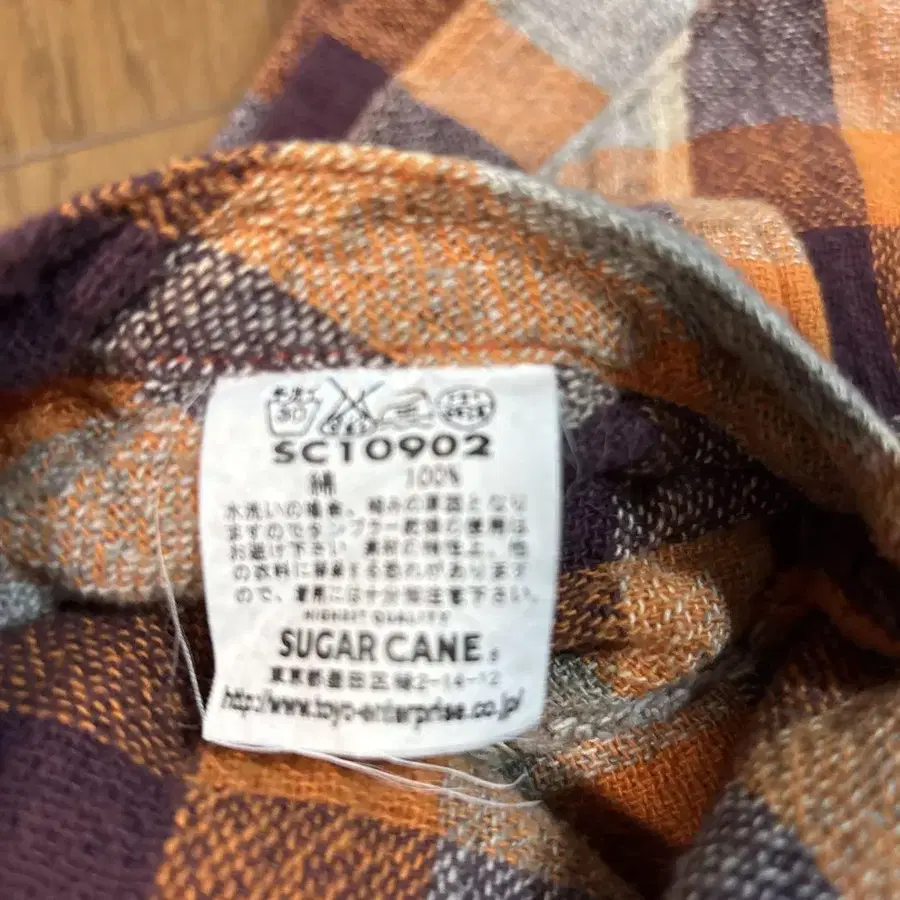 SC10902
綿 100%
水洗いの場合、縮みの原因となり
ますのでタンブラー乾燥の使用は
お避け下さい 素材の特性上、他
の衣料に移染する恐れがあります
ので、着用には十分御注意下さい。
HIGHEST QUALITY
SUGAR CANE
東京都墨田区緑2-14-12
http://www.toyo-enterprise.co.jp/